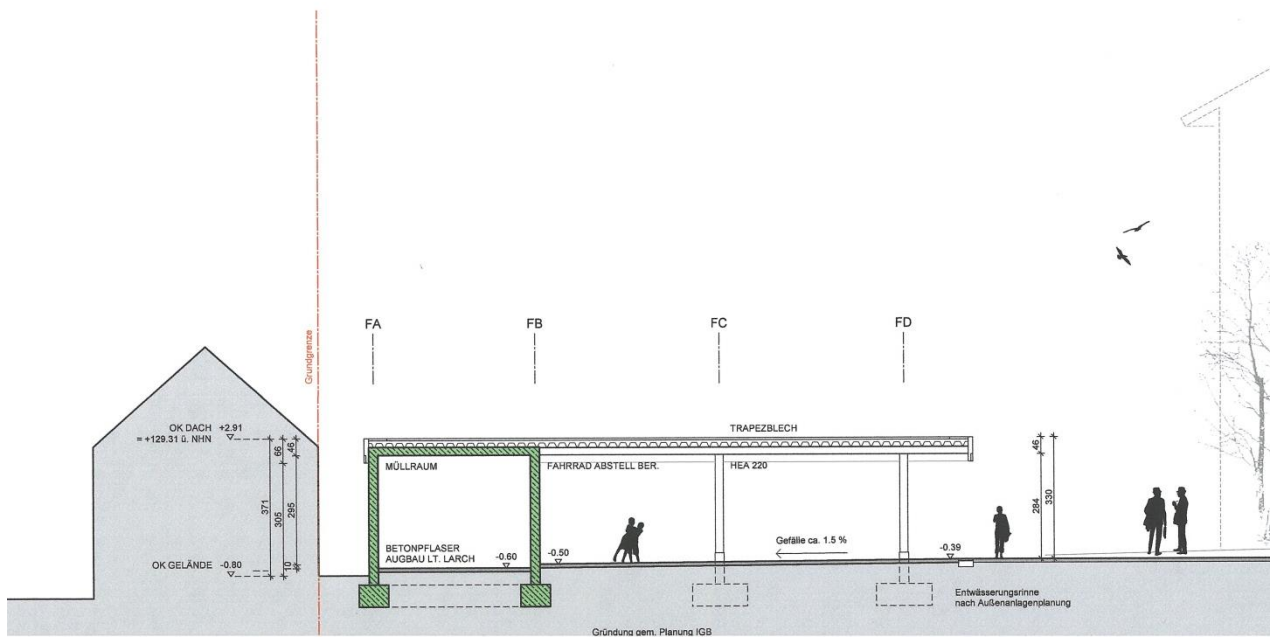 Grundgrenze
FA
FB
FC
FD
OK DACH +2.91
= +129.31 ü. NHN
TRAPEZBLECH
MÜLLRAUM
FAHRRAD ABSTELL BER.
HEA 220
66
46
371
305
295
10
46
284
330
BETONPFLASER
AUGBAU LT. LARCH
-0.60
-0.50
Gefälle ca. 1.5 %
-0.39
OK GELÄNDE -0.80
Entwässerungsrinne
nach Außenanlagenplanung
Gründung gem. Planung IGB